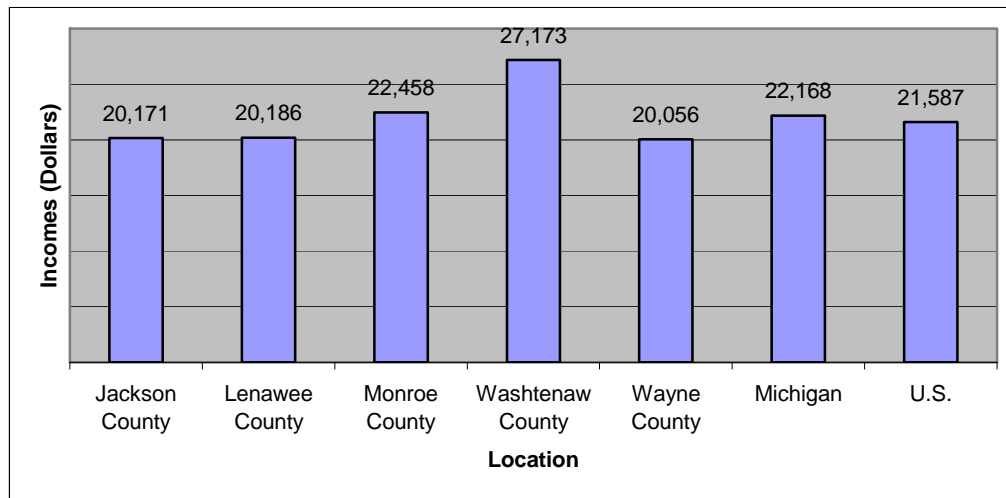 Incomes (Dollars)
20,171
20,186
22,458
27,173
20,056
22,168
21,587
Jackson
County
Lenawee
County
Monroe
County
Washtenaw
County
Wayne
County
Michigan
U.S.
Location